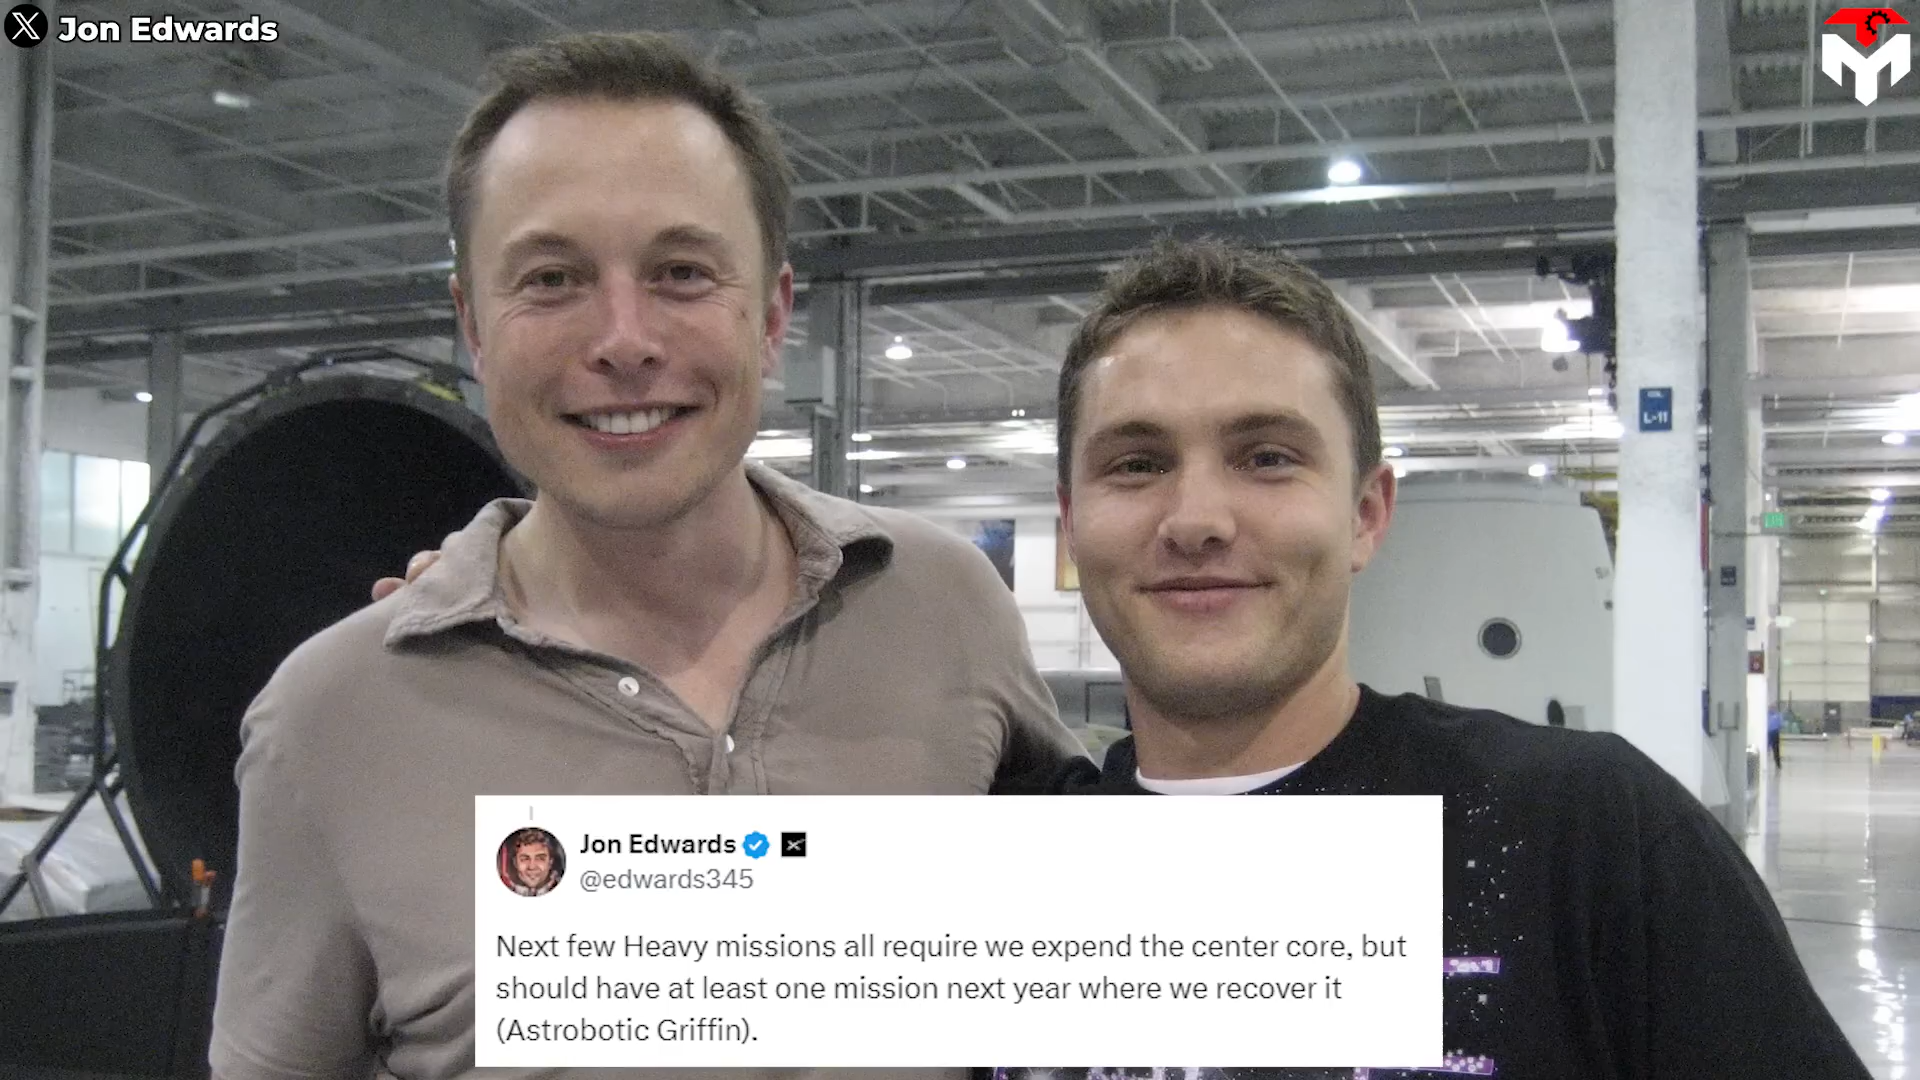 Jon Edwards
L-11
Jon Edwards
@edwards345
Next few Heavy missions all require we expend the center core, but
should have at least one mission next year where we recover it
(Astrobotic Griffin).